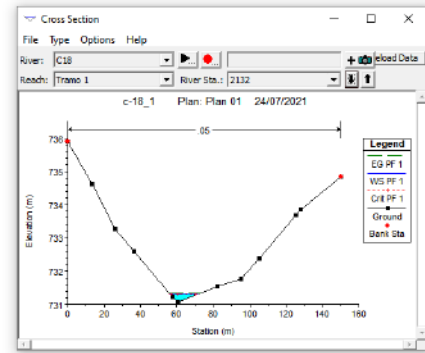 Cross Section
File Type Options Help
River: C18
+ eload Data
Reach: Tramo 1 River Sta.: 2132
c-18_1 Plan: Plan 01 24/07/2021
.05
736
735
734
733
732
731
Elevation (m)
0 20 40 60 80 100 120 140 160
Station (m)
Legend
EG PF 1
WS PF 1
Crit PF 1
Ground
Bank Sta